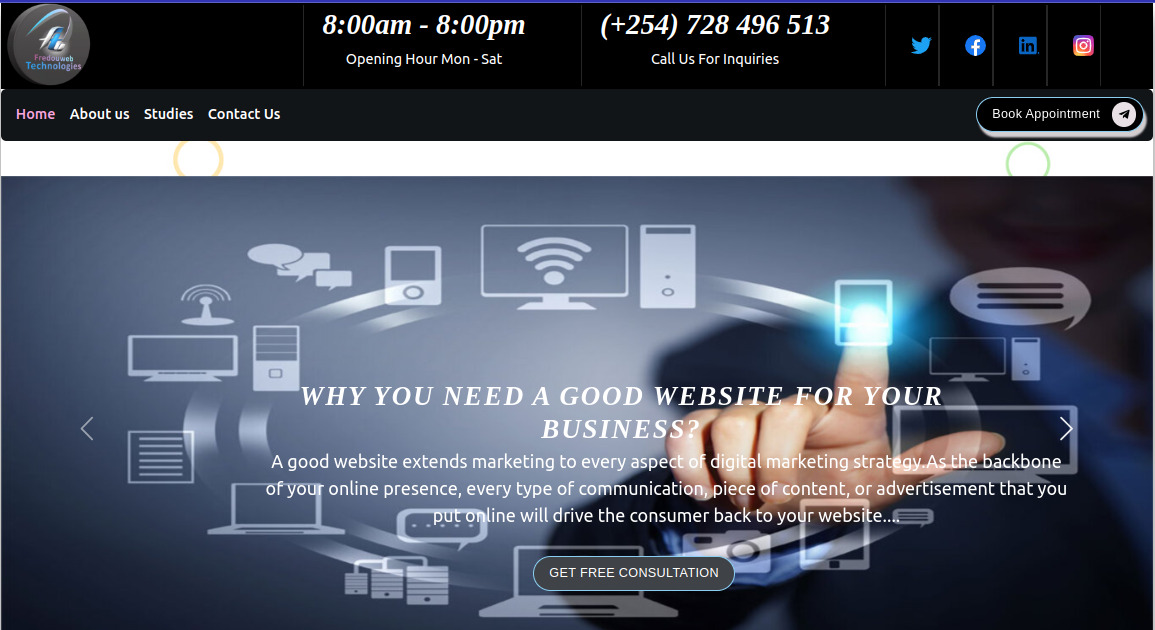 8:00am - 8:00pm
Opening Hour Mon - Sat
(+254) 728 496 513
Call Us For Inquiries
Fredouweb
Technologies
Home About us Studies Contact Us
Book Appointment
WHY YOU NEED A GOOD WEBSITE FOR YOUR
BUSINESS?
A good website extends marketing to every aspect of digital marketing strategy.As the backbone
of your online presence, every type of communication, piece of content, or advertisement that you
put online will drive the consumer back to your website....
GET FREE CONSULTATION